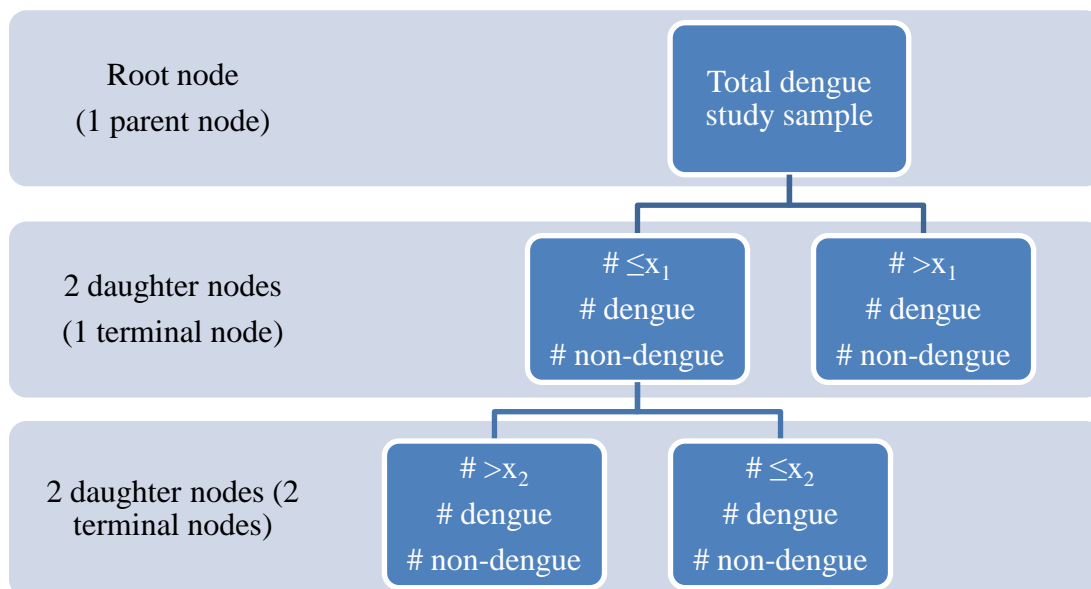 Root node
(1 parent node)
Total dengue
study sample
2 daughter nodes
(1 terminal node)
# ≤x₁
# dengue
# non-dengue
# >x₁
# dengue
# non-dengue
2 daughter nodes (2
terminal nodes)
# >x₂
# dengue
# non-dengue
# ≤x₂
# dengue
# non-dengue